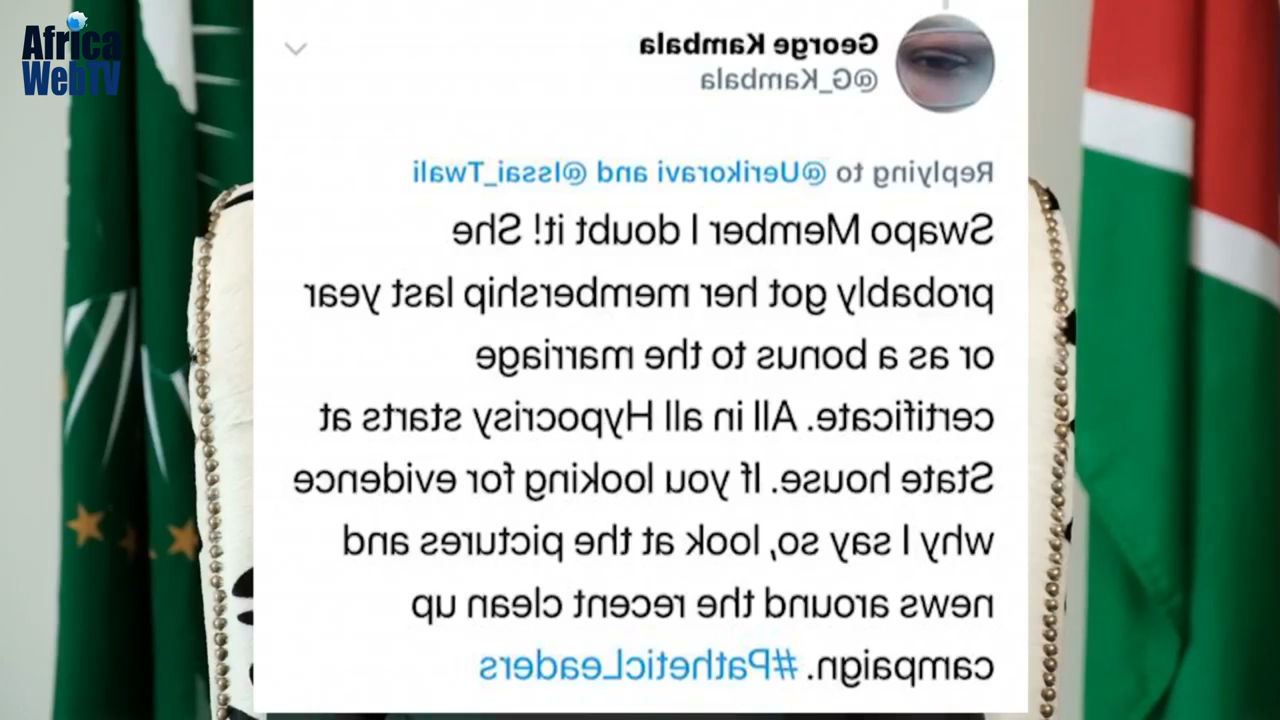 Africa
WebTV
George Kambala
@G_Kambala
Replying to @Uerikoravi and @Issai_Twali
Swapo Member I doubt it! She
probably got her membership last year
or as a bonus to the marriage
certificate. All in all Hypocrisy starts at
State house. If you looking for evidence
why I say so, look at the pictures and
news around the recent clean up
campaign. #PatheticLeaders